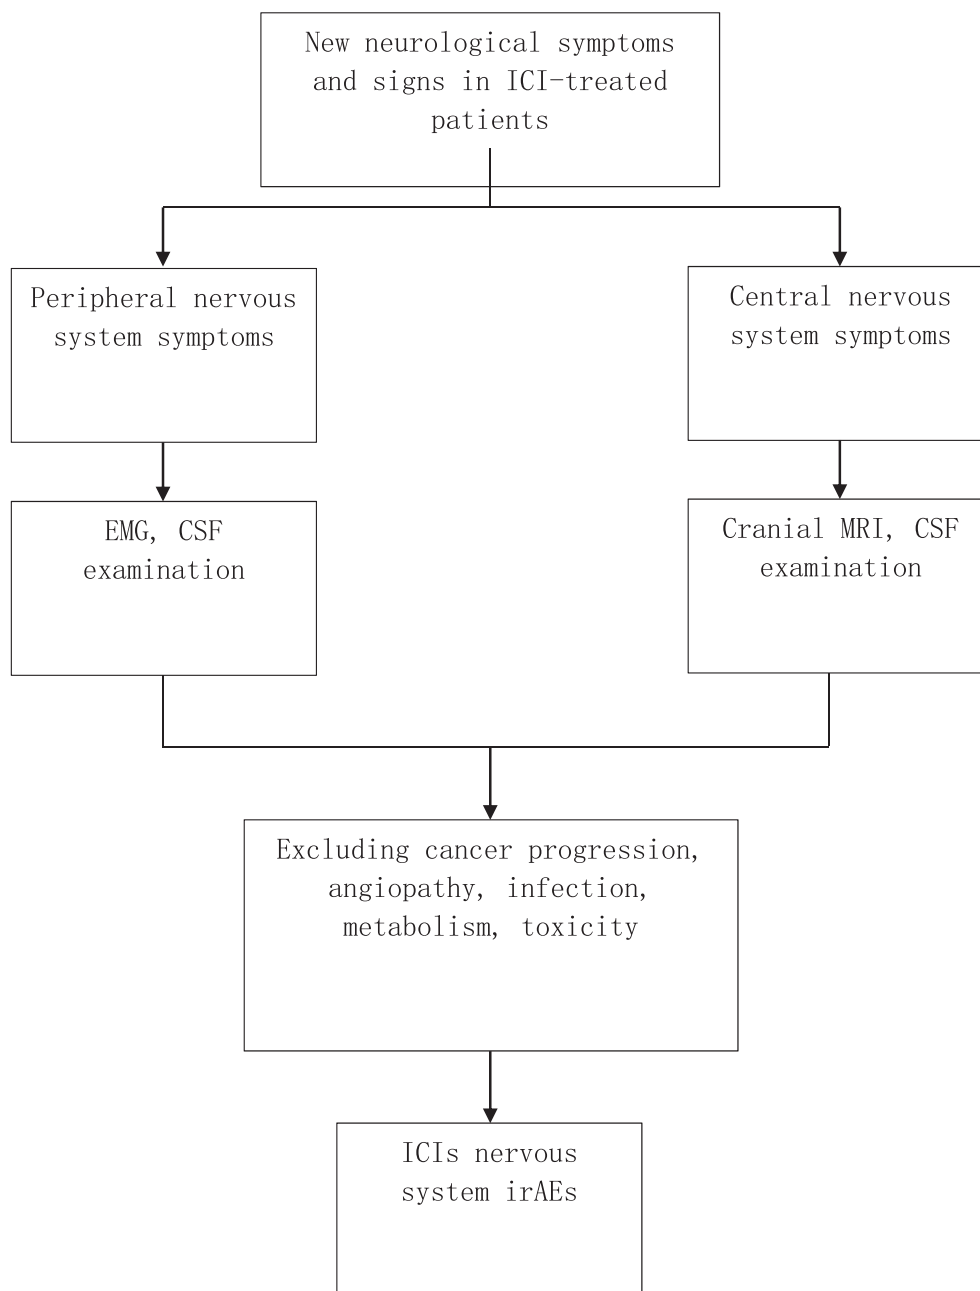 New neurological symptoms
and signs in ICI-treated
patients
Peripheral nervous
system symptoms
Central nervous
system symptoms
EMG, CSF
examination
Cranial MRI, CSF
examination
Excluding cancer progression,
angiopathy, infection,
metabolism, toxicity
ICIs nervous
system irAEs